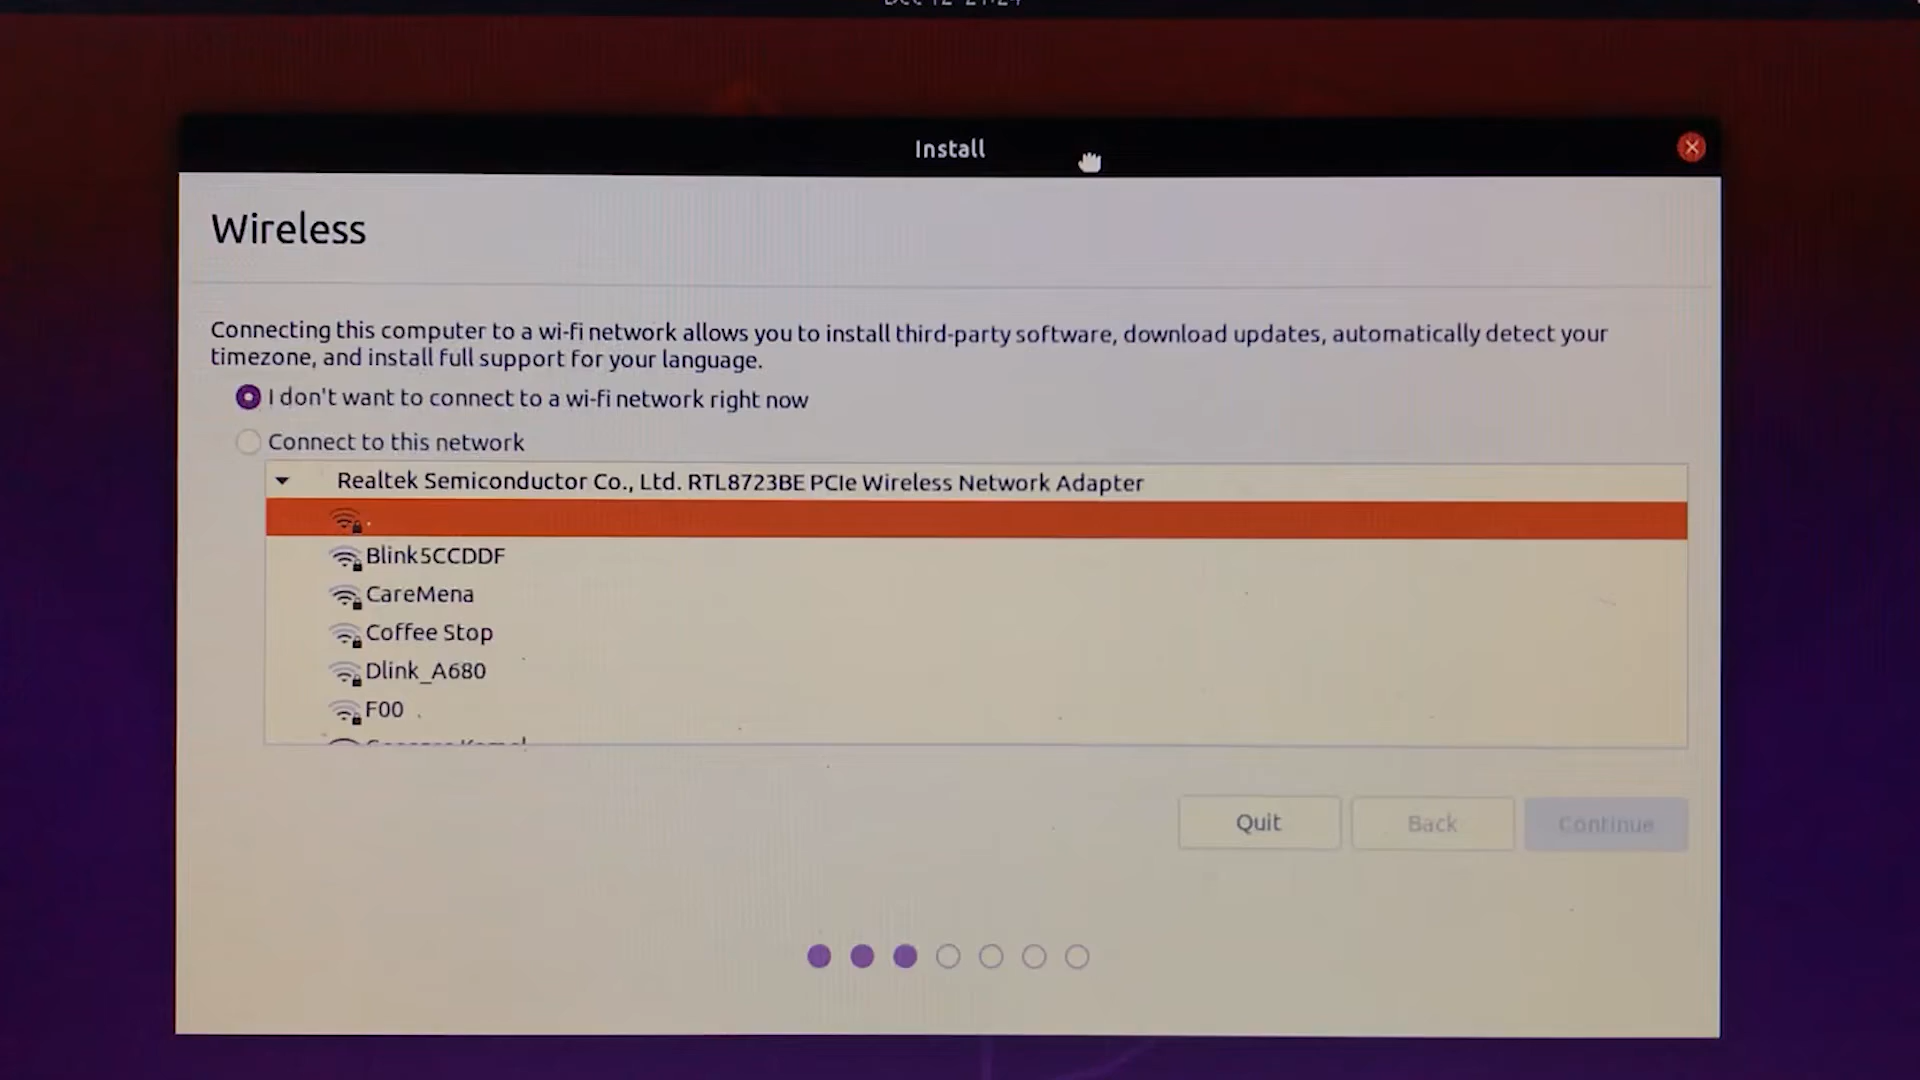 Install
Wireless
Connecting this computer to a wi-fi network allows you to install third-party software, download updates, automatically detect your
timezone, and install full support for your language.
I don't want to connect to a wi-fi network right now
Connect to this network
Realtek Semiconductor Co., Ltd. RTL8723BE PCIe Wireless Network Adapter
.
Blink5CCDDF
CareMena
Coffee Stop
Dlink_A680
F00
Quit
Back
Continue